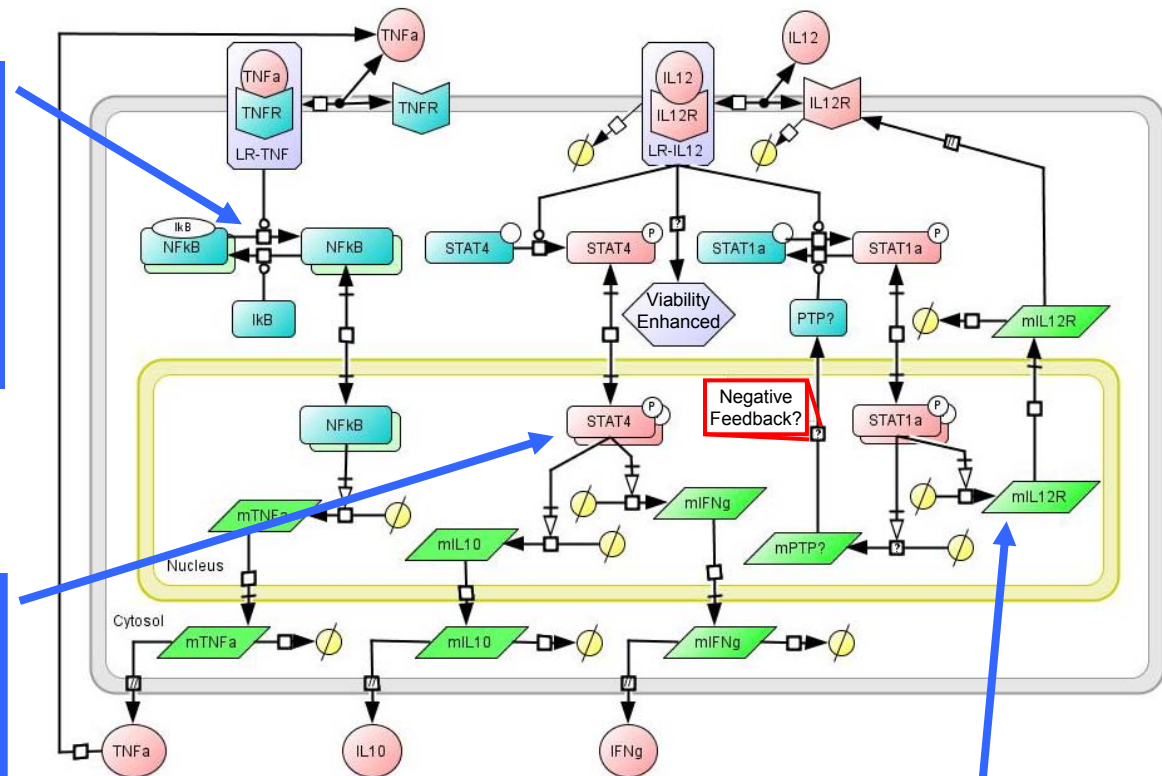 TNFa
IL12
TNFa
TNFR
TNFR
LR-TNF
IL12
IL12R
IL12R
LR-IL12
IkB
NFkB
NFkB
IkB
STAT4
STAT4
P
?
STAT1a
STAT1a
P
Viability
Enhanced
PTP?
mIL12R
Negative
Feedback?
?
NFkB
STAT4
P
STAT1a
P
mTNFa
mIL10
mIFNg
mPTP?
?
mIL12R
Nucleus
Cytosol
mTNFa
mIL10
mIFNg
TNFa
IL10
IFNg